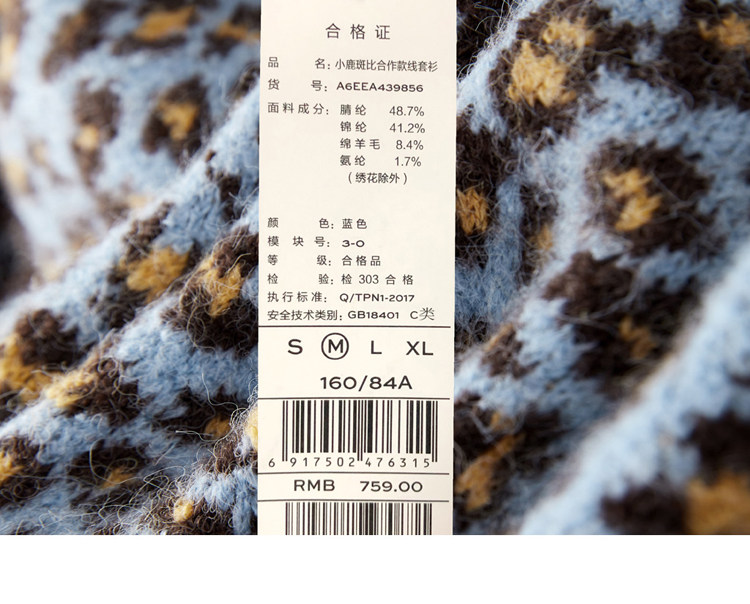 合格证
品 名：小鹿斑比合作款线套衫
货 号：A6EEA439856
面料成分：腈纶 48.7%
锦纶 41.2%
绵羊毛 8.4%
氨纶 1.7%
（绣花除外）
颜 色：蓝色
模 块 号：3-0
等 级：合格品
检 验：检 303 合格
执行标准：Q/TPN1-2017
安全技术类别：GB18401 C类
S M L XL
160/84A
6 917502 476315
RMB 759.00